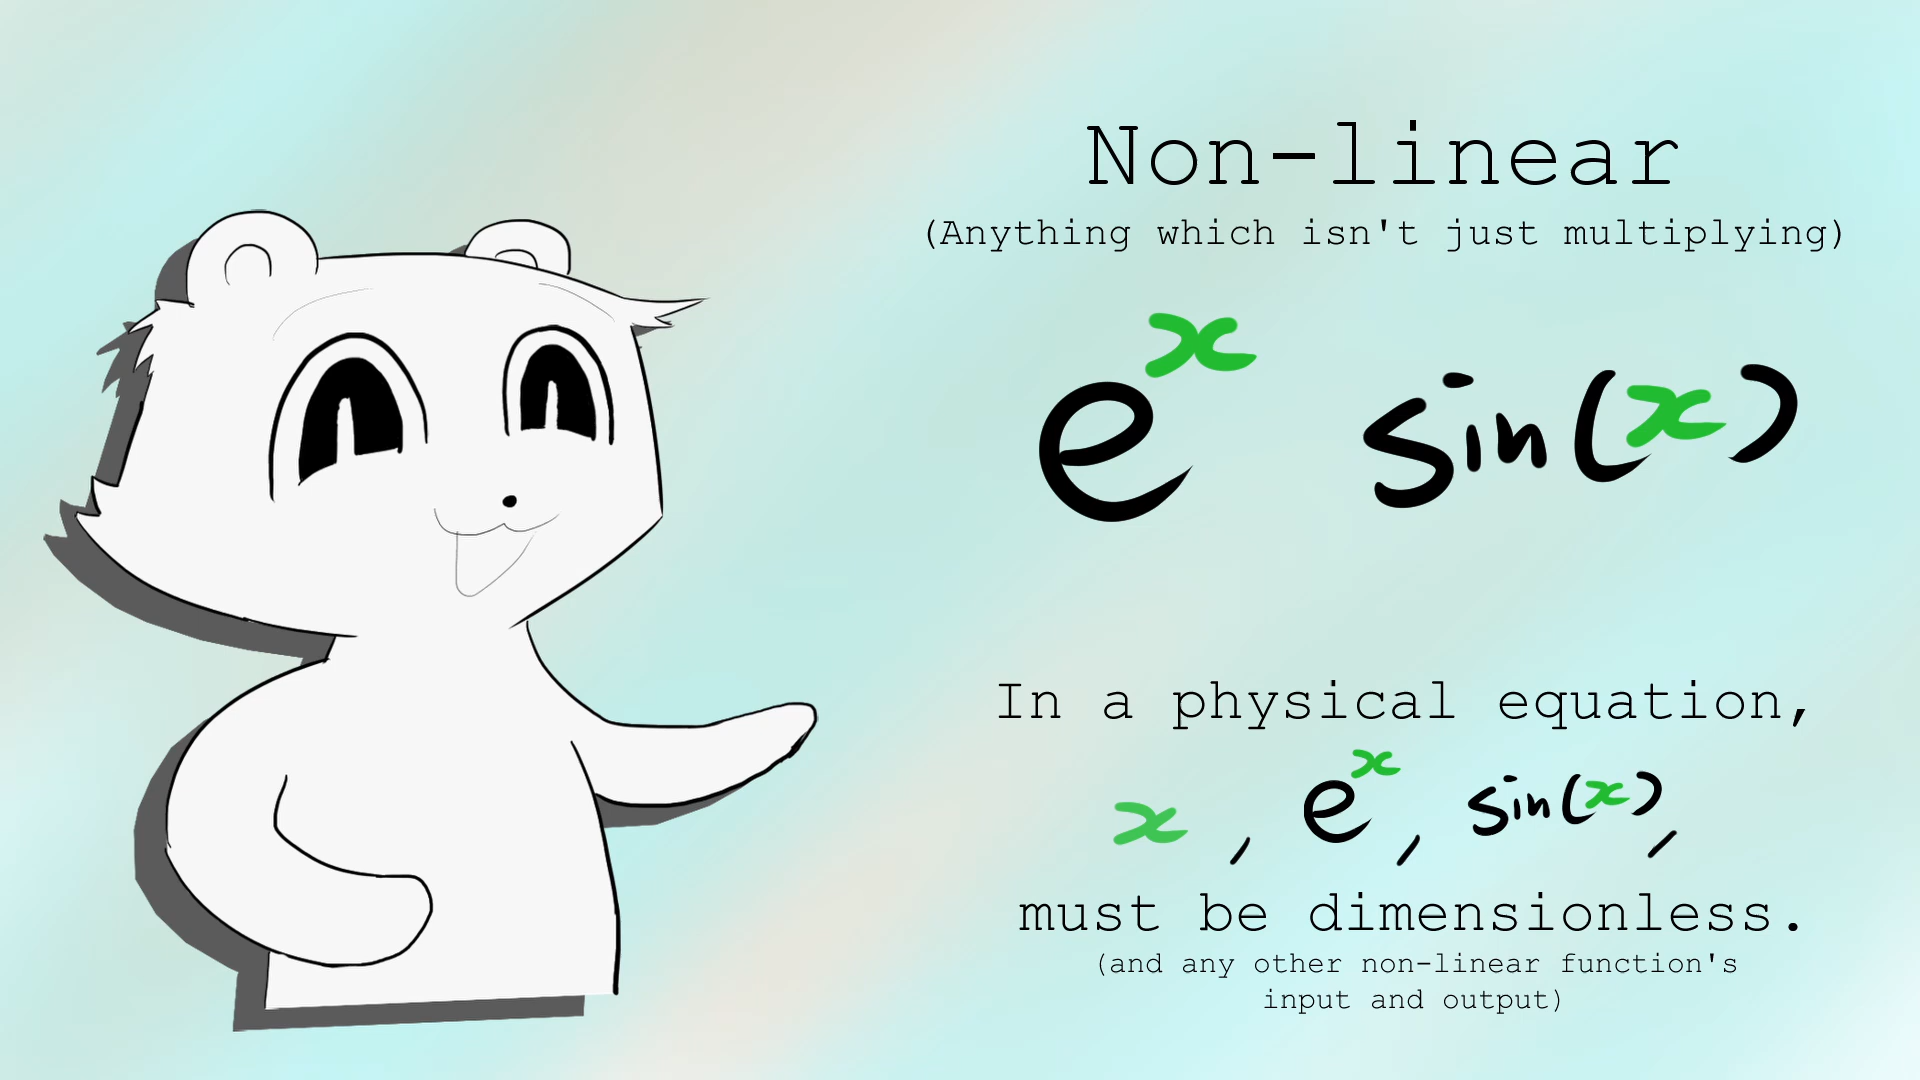 Non-linear
(Anything which isn't just multiplying)
e^x sin(x)
In a physical equation,
x, e^x, sin(x),
must be dimensionless.
(and any other non-linear function's
input and output)